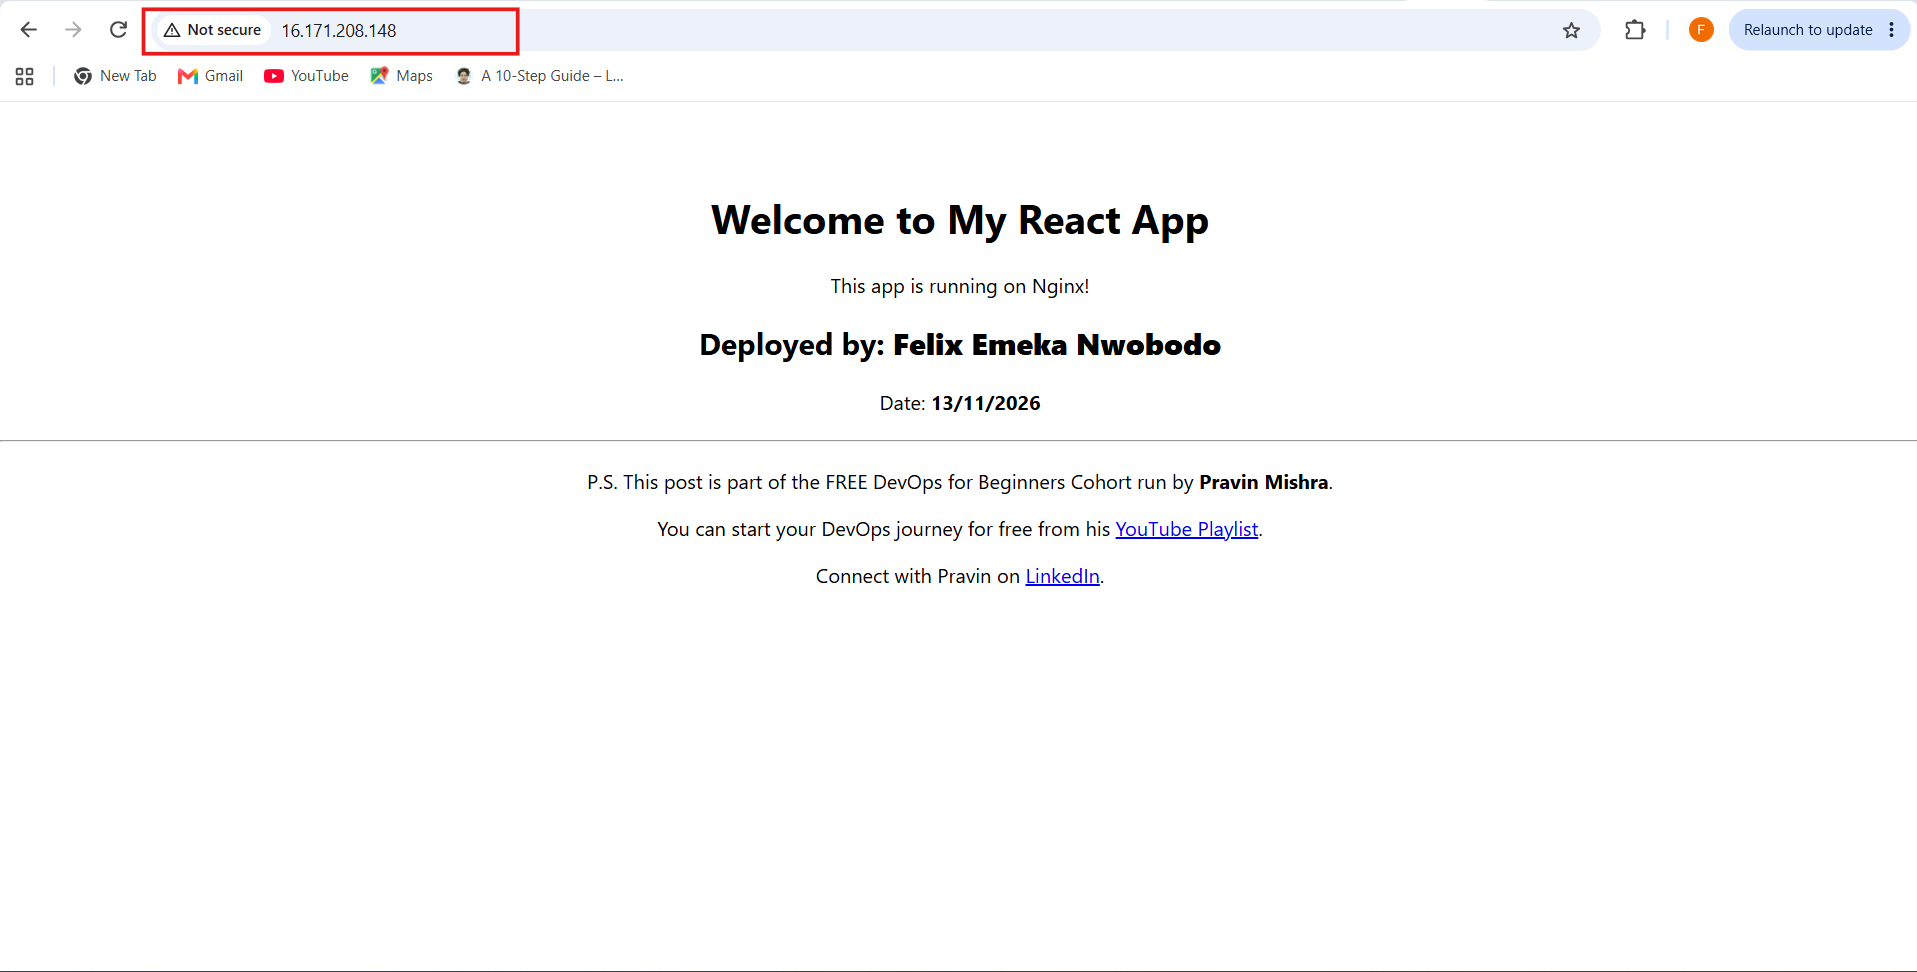 Not secure 16.171.208.148
F
Relaunch to update
New Tab Gmail YouTube Maps A 10-Step Guide – L...
Welcome to My React App
This app is running on Nginx!
Deployed by: Felix Emeka Nwobodo
Date: 13/11/2026
P.S. This post is part of the FREE DevOps for Beginners Cohort run by Pravin Mishra.
You can start your DevOps journey for free from his YouTube Playlist.
Connect with Pravin on LinkedIn.